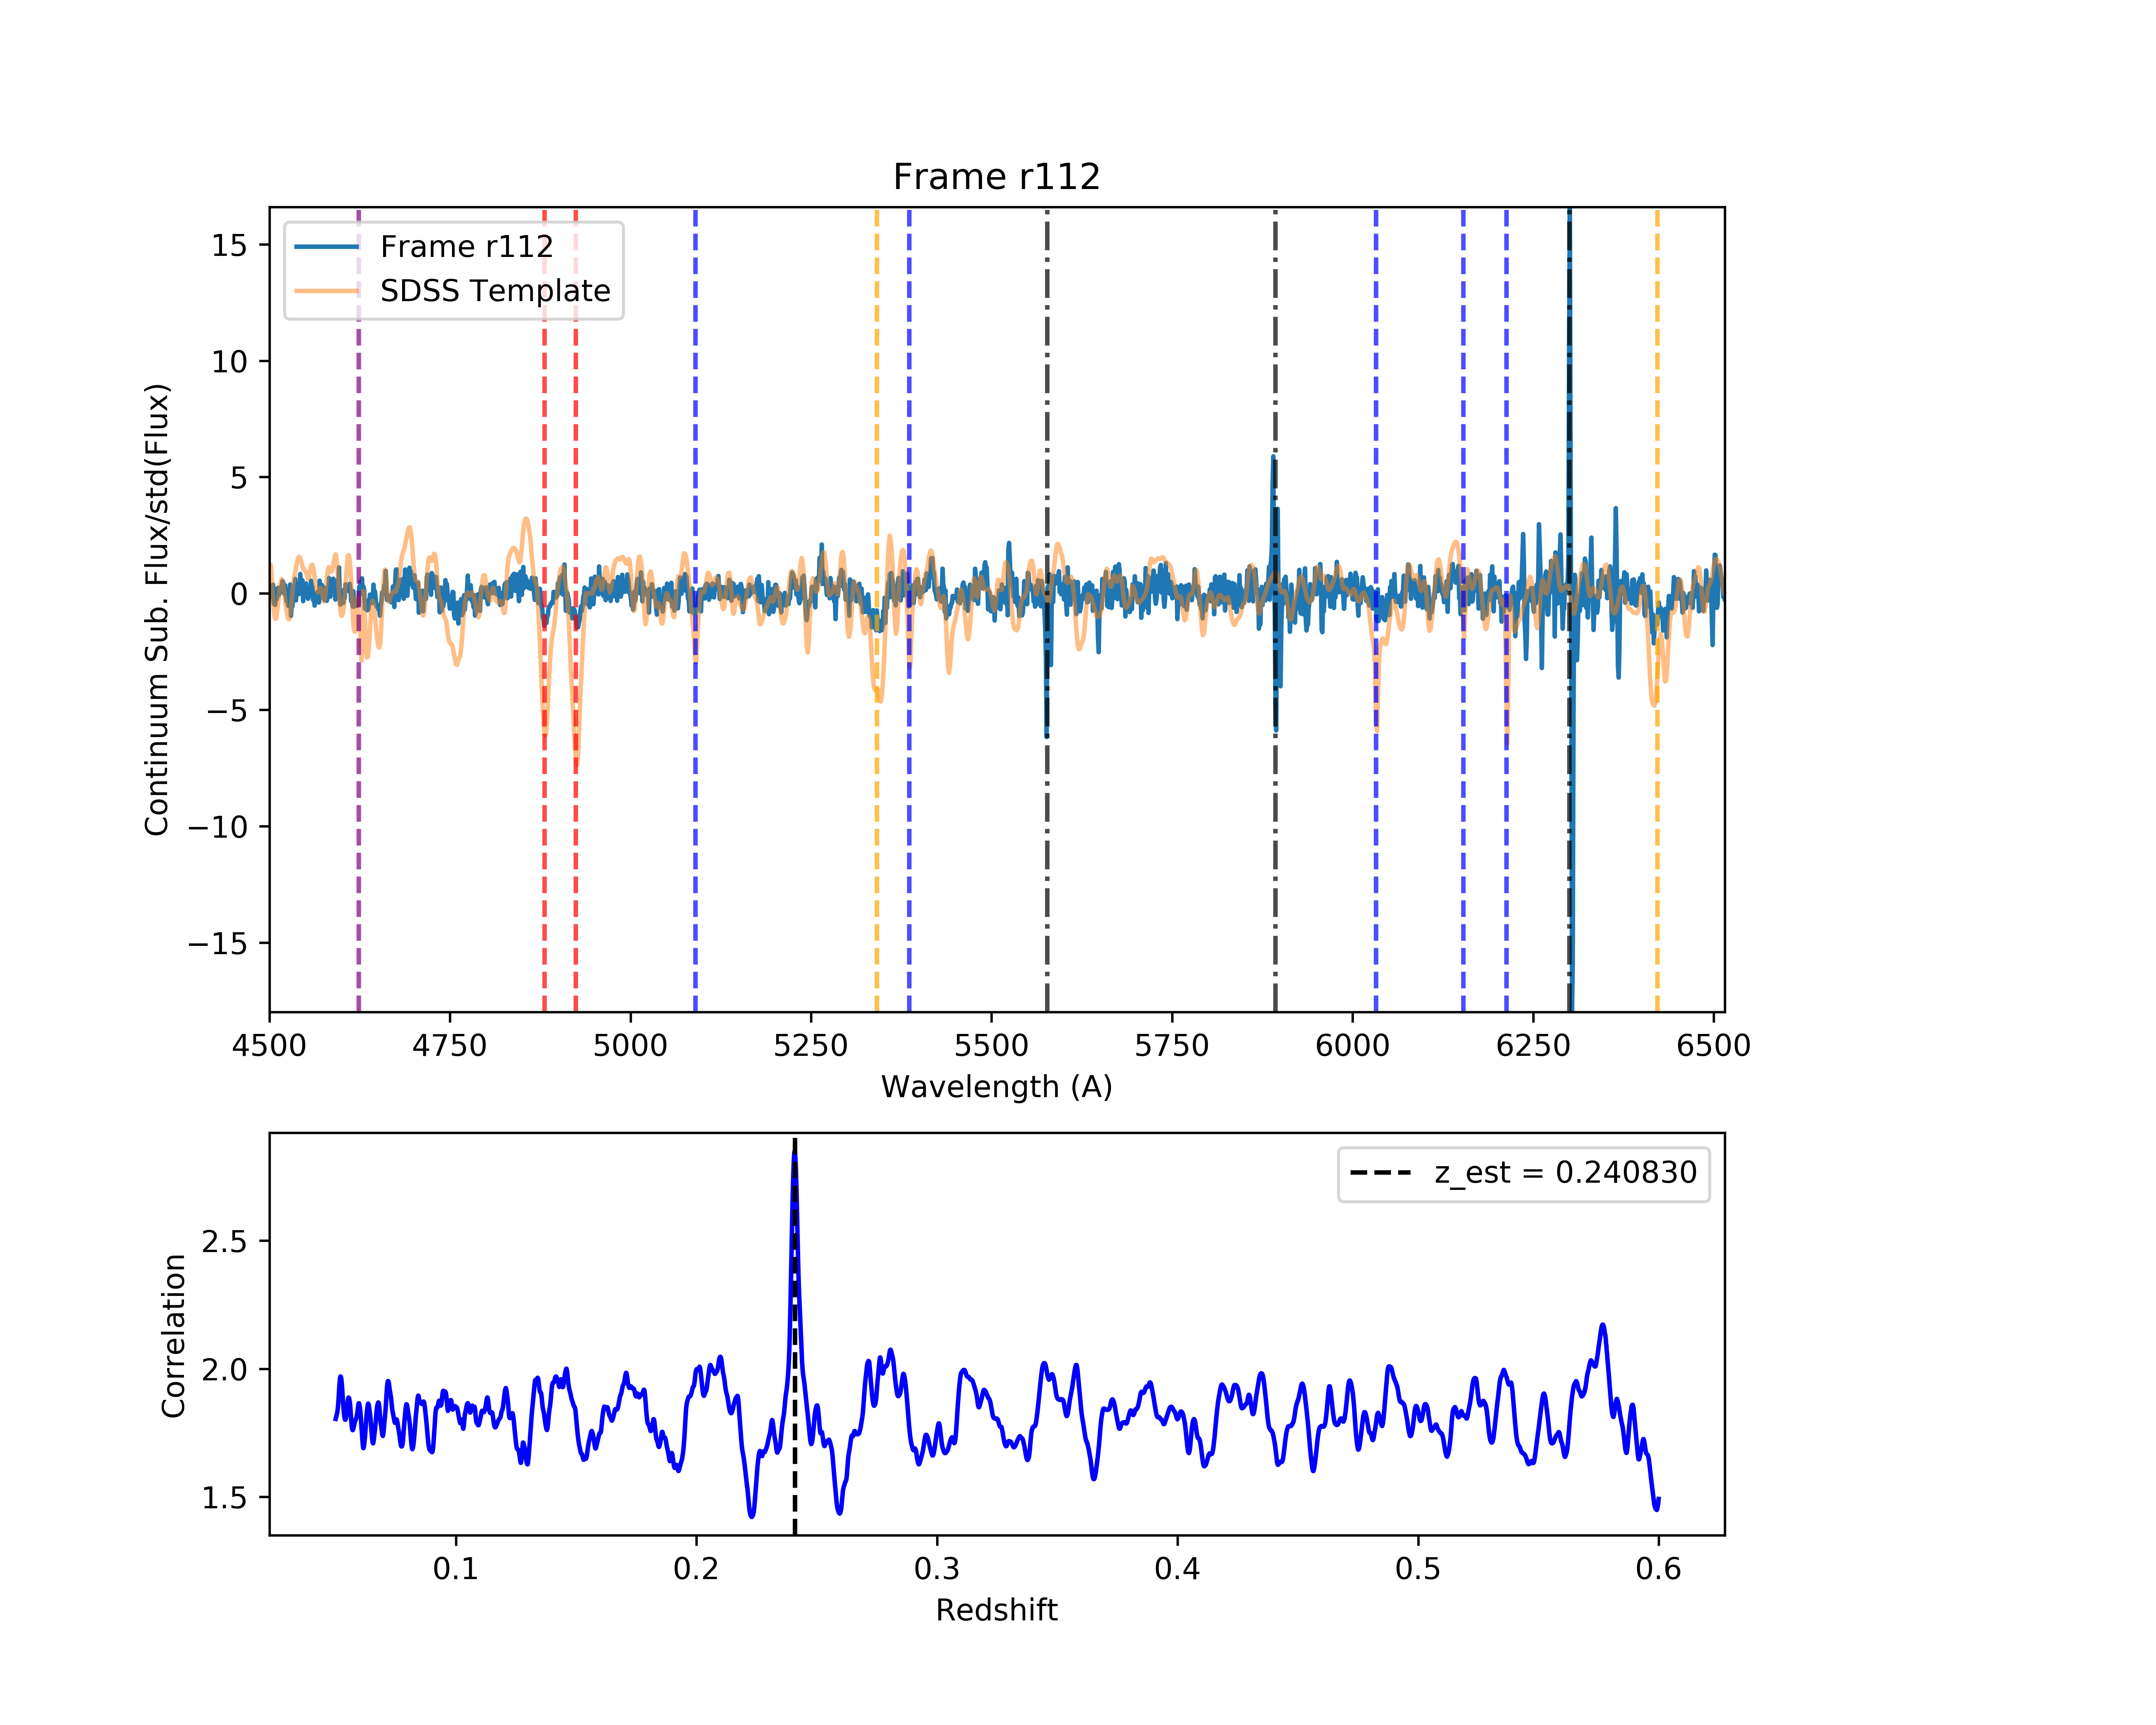 Frame r112
Frame r112
SDSS Template
15
10
5
0
−5
−10
−15
Continuum Sub. Flux/std(Flux)
4500 4750 5000 5250 5500 5750 6000 6250 6500
Wavelength (A)
z_est = 0.240830
2.5
2.0
1.5
Correlation
0.1 0.2 0.3 0.4 0.5 0.6
Redshift